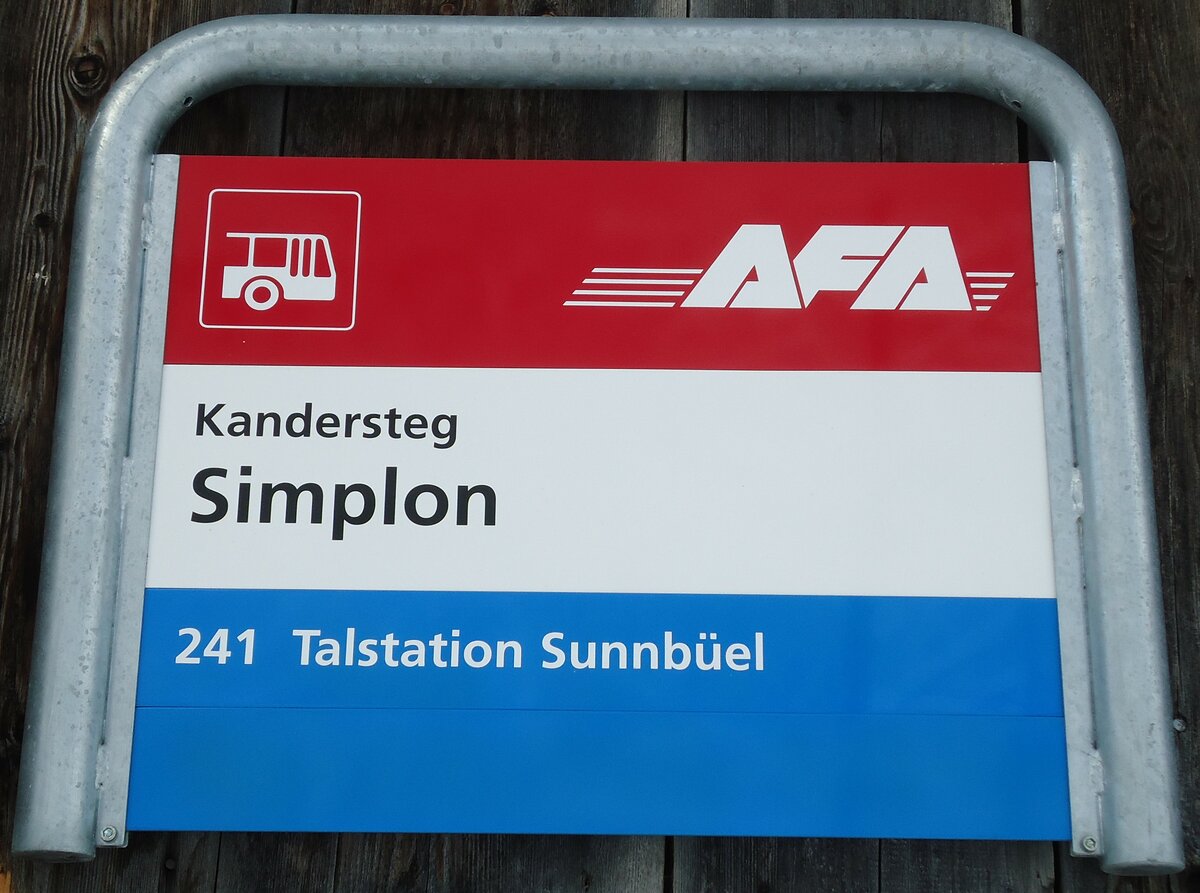 AFA
Kandersteg
Simplon
241 Talstation Sunnbüel